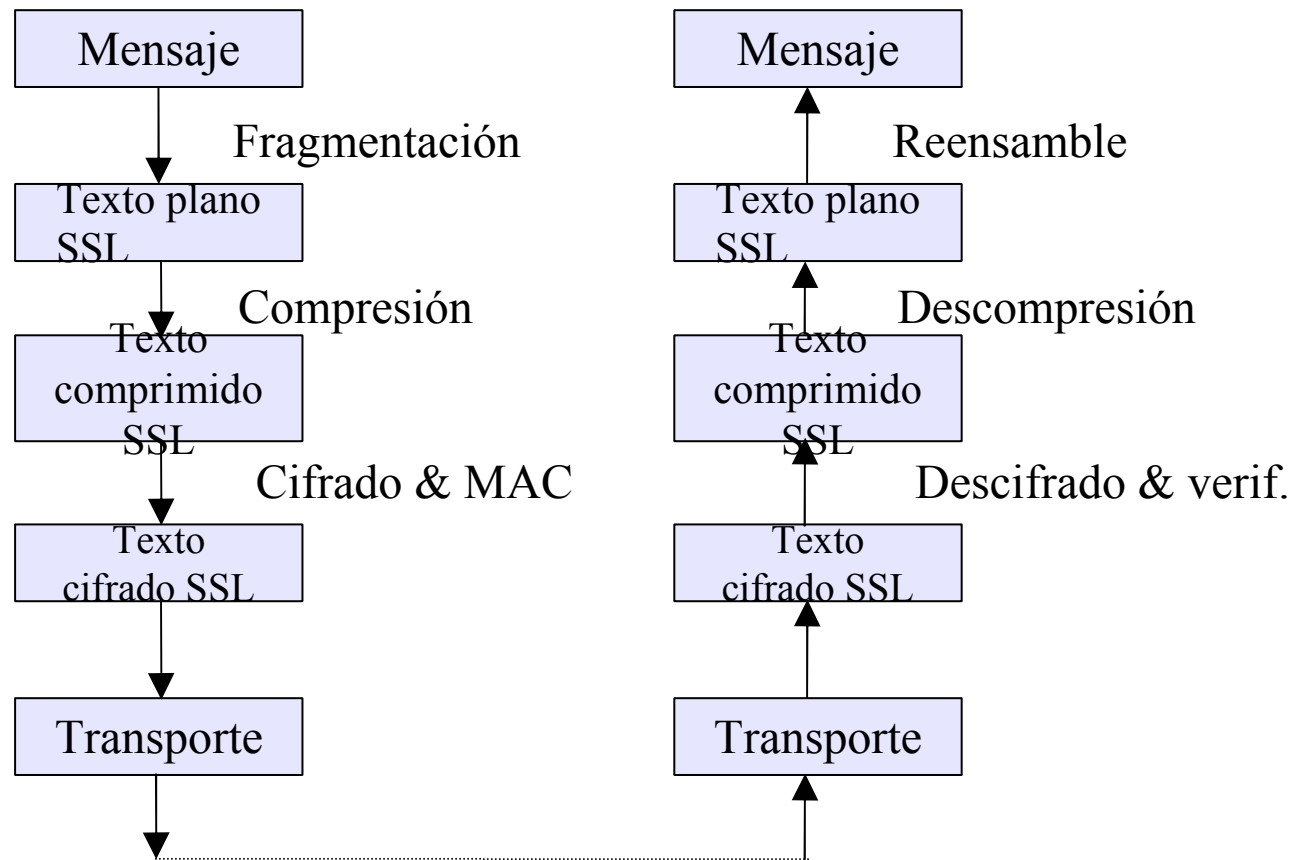 Mensaje
Fragmentación
Texto plano
SSL
Compresión
Texto
comprimido
SSL
Cifrado & MAC
Texto
cifrado SSL
Transporte
Mensaje
Reensamble
Texto plano
SSL
Descompresión
Texto
comprimido
SSL
Descifrado & verif.
Texto
cifrado SSL
Transporte